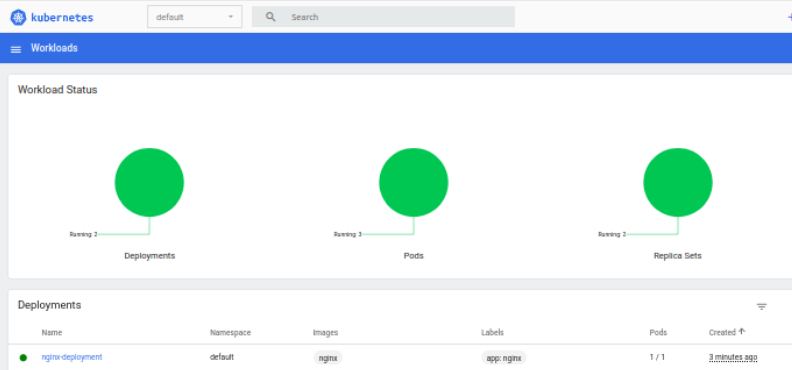 kubernetes default Search
Workloads
Workload Status
Running: 2 Running: 3 Running: 2
Deployments Pods Replica Sets
Deployments
Name Namespace Images Labels Pods Created
nginx-deployment default nginx app: nginx 1 / 1 3 minutes ago